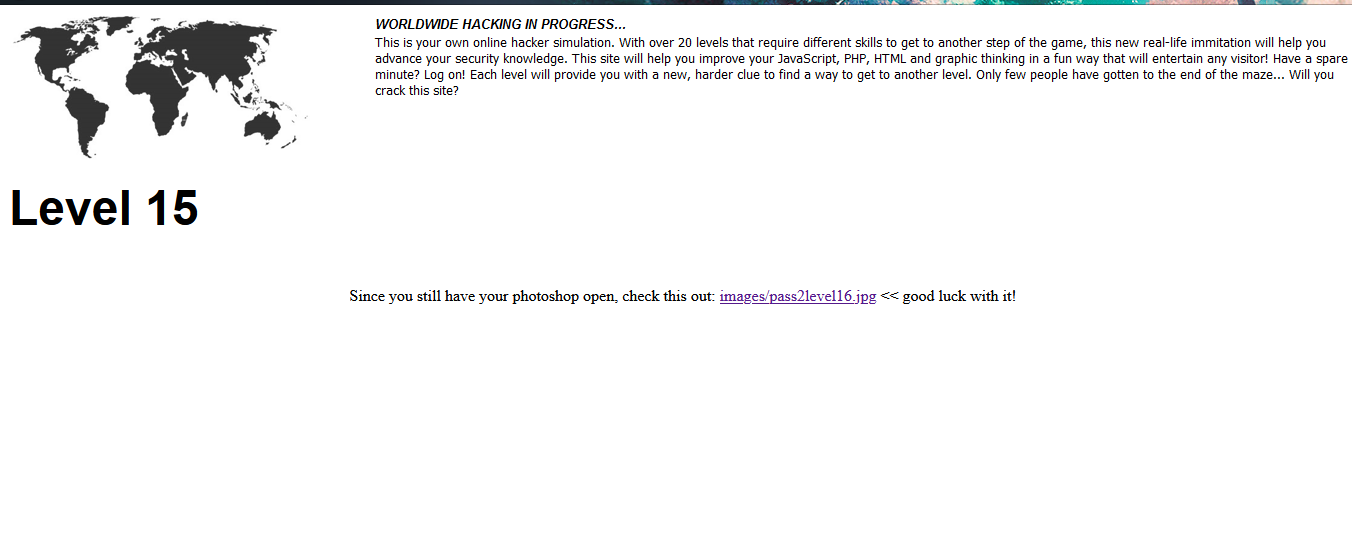 WORLDWIDE HACKING IN PROGRESS...
This is your own online hacker simulation. With over 20 levels that require different skills to get to another step of the game, this new real-life immitation will help you
advance your security knowledge. This site will help you improve your JavaScript, PHP, HTML and graphic thinking in a fun way that will entertain any visitor! Have a spare
minute? Log on! Each level will provide you with a new, harder clue to find a way to get to another level. Only few people have gotten to the end of the maze... Will you
crack this site?
Level 15
Since you still have your photoshop open, check this out: images/pass2level16.jpg << good luck with it!